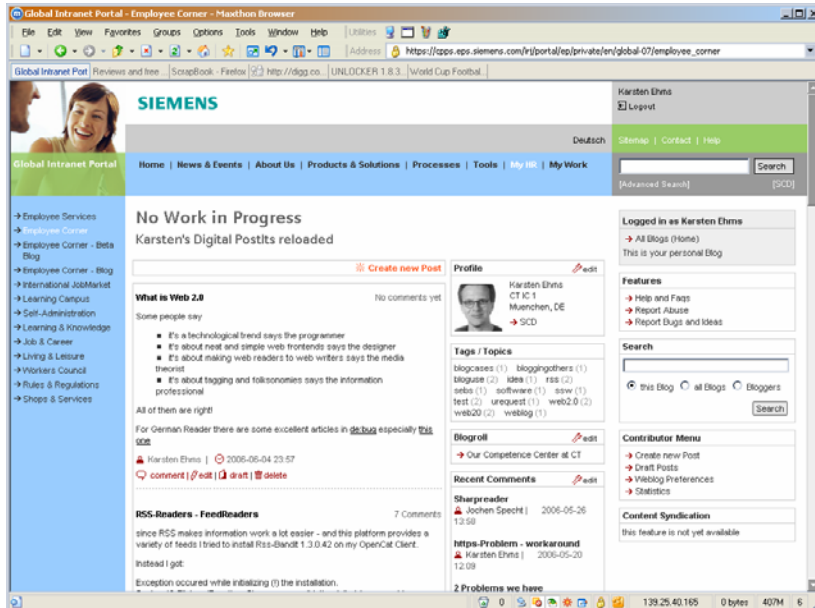 Global Intranet Portal - Employee Corner - Maxthon Browser
File Edit View Favorites Groups Options Tools Window Help Utilities
Address https://cpps.eps.siemens.com/irj/portal/ep/private/en/global-07/employee_corner
Global Intranet Port Reviews and free ... ScrapBook - Firefox http://digg.co... UNLOCKER 1.8.3... World Cup Footbal...
Karsten Ehms
Logout
SIEMENS
Deutsch
Sitemap | Contact | Help
Global Intranet Portal
Home | News & Events | About Us | Products & Solutions | Processes | Tools | My HR | My Work
Search
[Advanced Search] [SCD]
Employee Services
Employee Corner
Employee Corner - Beta
Blog
Employee Corner - Blog
International JobMarket
Learning Campus
Self-Administration
Learning & Knowledge
Job & Career
Living & Leisure
Workers Council
Rules & Regulations
Shops & Services
No Work in Progress
Karsten's Digital PostIts reloaded
Create new Post
What is Web 2.0 No comments yet
Some people say
it's a technological trend says the programmer
it's about neat and simple web frontends says the designer
it's about making web readers to web writers says the media
theorist
it's about tagging and folksonomies says the information
professional
All of them are right!
For German Reader there are some excellent articles in de:bug especially this
one
Karsten Ehms | 2006-06-04 23:57
comment | edit | draft | delete
RSS-Readers - FeedReaders 7 Comments
since RSS makes information work a lot easier - and this platform provides a
variety of feeds I tried to install Rss-Bandit 1.3.0.42 on my OpenCat Client.
Instead I got:
Exception occured while initializing (!) the installation.
Profile edit
Karsten Ehms
CT IC 1
Muenchen, DE
SCD
Tags / Topics
blogcases (1) bloggingothers (1)
bloguse (2) idea (1) rss (2)
sebs (1) software (1) ssw (1)
test (2) urequest (1) web2.0 (2)
web20 (2) weblog (1)
Blogroll edit
Our Competence Center at CT
Recent Comments edit
Sharpreader
Jochen Specht | 2006-05-26
13:58
https-Problem - workaround
Karsten Ehms | 2006-05-20
12:09
2 Problems we have
Logged in as Karsten Ehms
All Blogs (Home)
This is your personal Blog
Features
Help and Faqs
Report Abuse
Report Bugs and Ideas
Search
this Blog all Blogs Bloggers
Search
Contributor Menu
Create new Post
Draft Posts
Weblog Preferences
Statistics
Content Syndication
this feature is not yet available
0 139.25.40.165 0 bytes 407M 6